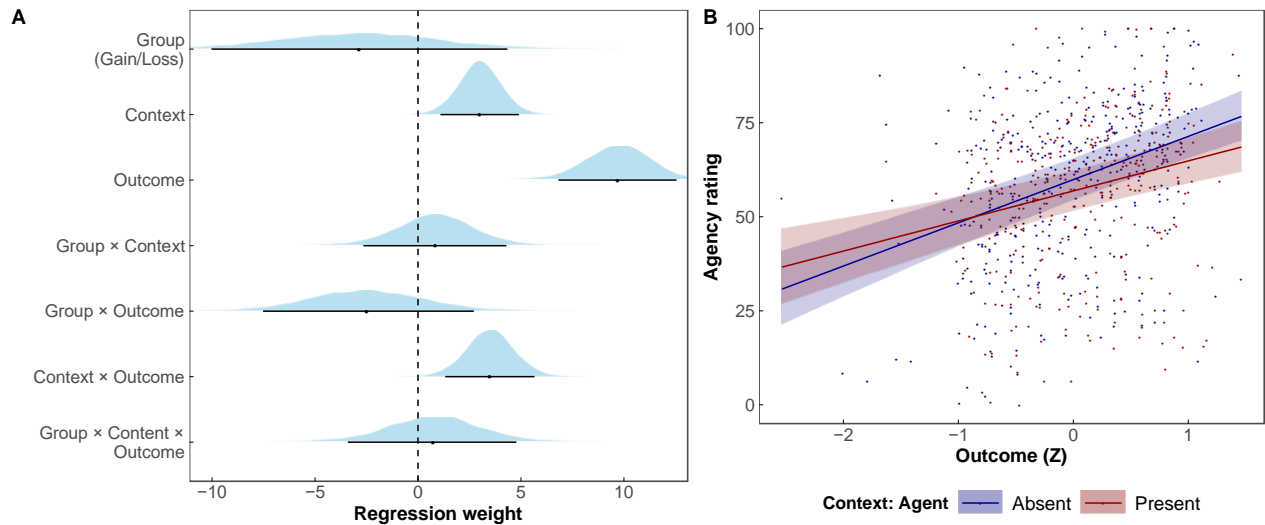 A
Group
(Gain/Loss)
Context
Outcome
Group × Context
Group × Outcome
Context × Outcome
Group × Content ×
Outcome
−10
−5
0
5
10
Regression weight
B
100
75
50
25
0
Agency rating
−2
−1
0
1
Outcome (Z)
Context: Agent
Absent
Present